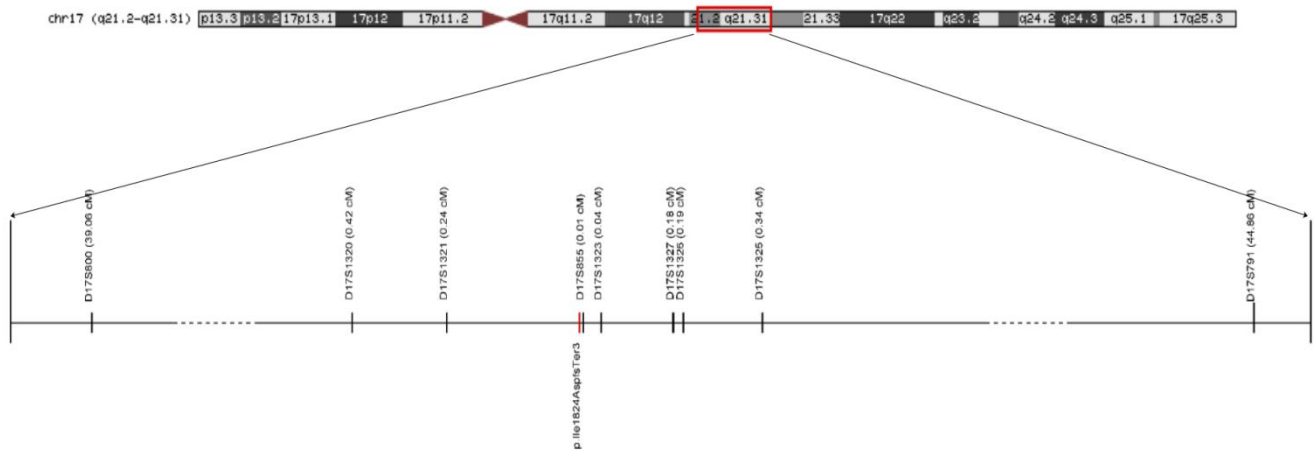 chr17 (q21.2-q21.31)
p13.3 p13.2 17p13.1 17p12 17p11.2 17q11.2 17q12 21.2 q21.31 21.33 17q22 q23.2 q24.2 q24.3 q25.1 17q25.3
D17S800 (39.06 cM)
D17S1320 (0.42 cM)
D17S1321 (0.24 cM)
D17S855 (0.01 cM)
D17S1323 (0.04 cM)
D17S1327 (0.18 cM)
D17S1326 (0.19 cM)
D17S1325 (0.34 cM)
D17S791 (44.86 cM)
p.Ile1824AspfsTer3